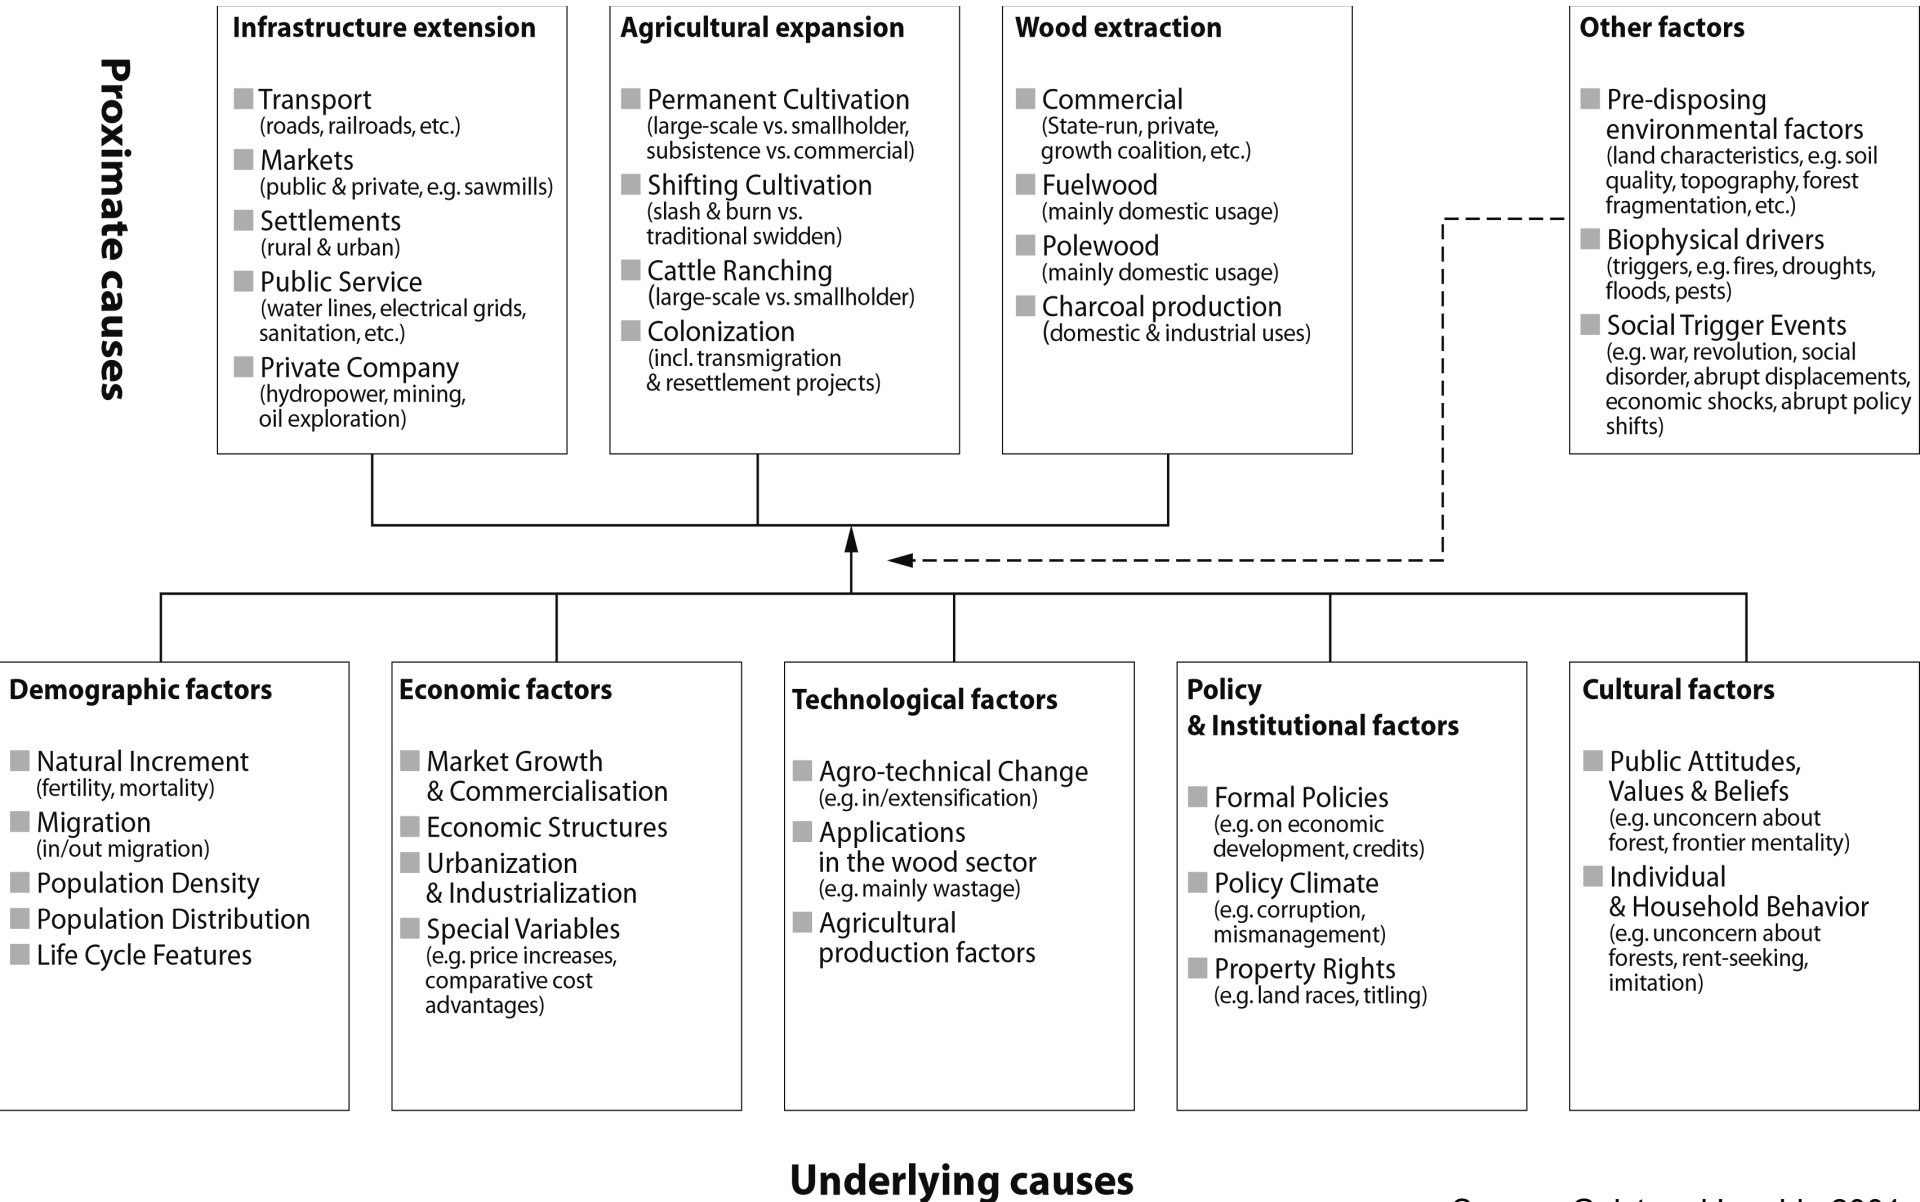 Proximate causes
Infrastructure extension
Transport
(roads, railroads, etc.)
Markets
(public & private, e.g. sawmills)
Settlements
(rural & urban)
Public Service
(water lines, electrical grids,
sanitation, etc.)
Private Company
(hydropower, mining,
oil exploration)
Agricultural expansion
Permanent Cultivation
(large-scale vs. smallholder,
subsistence vs. commercial)
Shifting Cultivation
(slash & burn vs.
traditional swidden)
Cattle Ranching
(large-scale vs. smallholder)
Colonization
(incl. transmigration
& resettlement projects)
Wood extraction
Commercial
(State-run, private,
growth coalition, etc.)
Fuelwood
(mainly domestic usage)
Polewood
(mainly domestic usage)
Charcoal production
(domestic & industrial uses)
Other factors
Pre-disposing
environmental factors
(land characteristics, e.g. soil
quality, topography, forest
fragmentation, etc.)
Biophysical drivers
(triggers, e.g. fires, droughts,
floods, pests)
Social Trigger Events
(e.g. war, revolution, social
disorder, abrupt displacements,
economic shocks, abrupt policy
shifts)
Demographic factors
Natural Increment
(fertility, mortality)
Migration
(in/out migration)
Population Density
Population Distribution
Life Cycle Features
Economic factors
Market Growth
& Commercialisation
Economic Structures
Urbanization
& Industrialization
Special Variables
(e.g. price increases,
comparative cost
advantages)
Technological factors
Agro-technical Change
(e.g. in/extensification)
Applications
in the wood sector
(e.g. mainly wastage)
Agricultural
production factors
Policy
& Institutional factors
Formal Policies
(e.g. on economic
development, credits)
Policy Climate
(e.g. corruption,
mismanagement)
Property Rights
(e.g. land races, titling)
Cultural factors
Public Attitudes,
Values & Beliefs
(e.g. unconcern about
forest, frontier mentality)
Individual
& Household Behavior
(e.g. unconcern about
forests, rent-seeking,
imitation)
Underlying causes